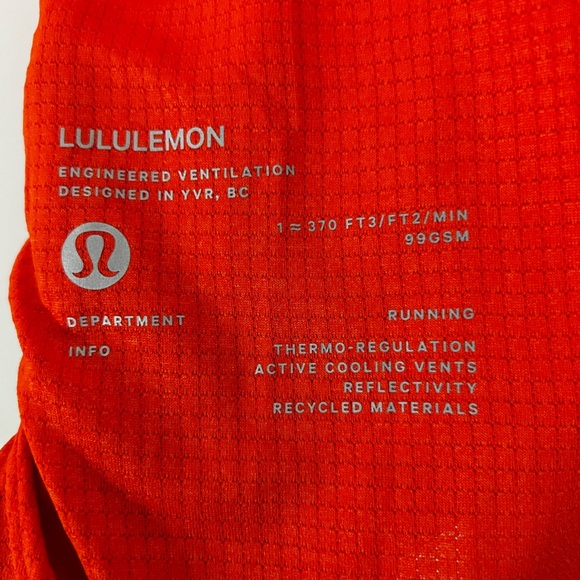 LULULEMON
ENGINEERED VENTILATION
DESIGNED IN YVR, BC
1 ≈ 370 FT3/FT2/MIN
99GSM
DEPARTMENT
RUNNING
INFO
THERMO-REGULATION
ACTIVE COOLING VENTS
REFLECTIVITY
RECYCLED MATERIALS